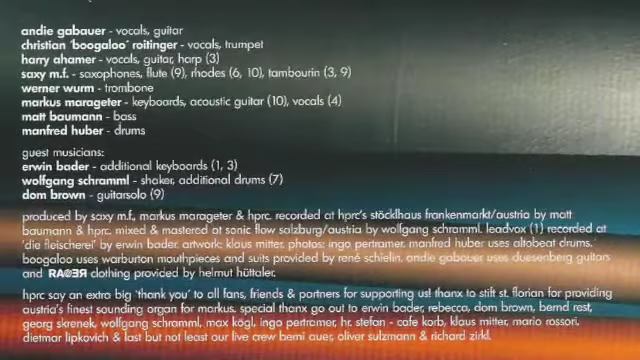 andie gabauer - vocals, guitar
christian 'boogaloo' roitinger - vocals, trumpet
harry ahamer - vocals, guitar, harp (3)
saxy m.f. - saxophones, flute (9), rhodes (6, 10), tambourin (3, 9)
werner wurm - trombone
markus marageter - keyboards, acoustic guitar (10), vocals (4)
matt baumann - bass
manfred huber - drums
guest musicians:
erwin bader - additional keyboards (1, 3)
wolfgang schramml - shaker, additional drums (7)
dom brown - guitarsolo (9)
produced by saxy m.f., markus marageter & hprc. recorded at hprc's stöcklhaus frankenmarkt/austria by matt
baumann & hprc. mixed & mastered at sonic flow salzburg/austria by wolfgang schramml. leadvox (1) recorded at
'die fleischerei' by erwin bader. artwork: klaus mitter. photos: ingo pertramer. manfred huber uses altobeat drums.
boogaloo uses warburton mouthpieces and suits provided by rené schielin. andie gabauer uses duesenberg guitars
and clothing provided by helmut hüttaler.
hprc say an extra big 'thank you' to all fans, friends & partners for supporting us! thanx to stift st. florian for providing
austria's finest sounding organ for markus. special thanx go out to erwin bader, rebecca, dom brown, bernd rest,
georg skrenek, wolfgang schramml, max kögl, ingo pertramer, hr. stefan - cafe korb, klaus mitter, mario rossori,
dietmar lipkovich & last but not least our live crew berni auer, oliver sulzmann & richard zirkl.